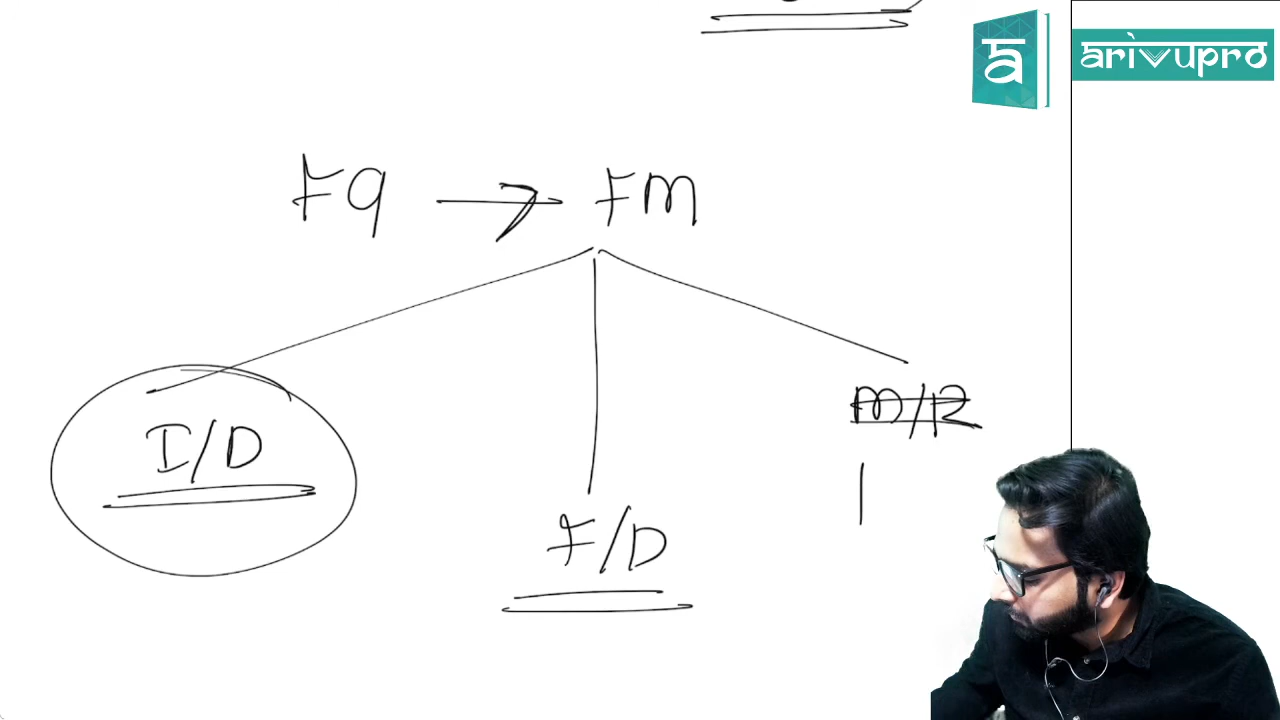 arivupro
FQ → FM
I/D
F/D
M/R